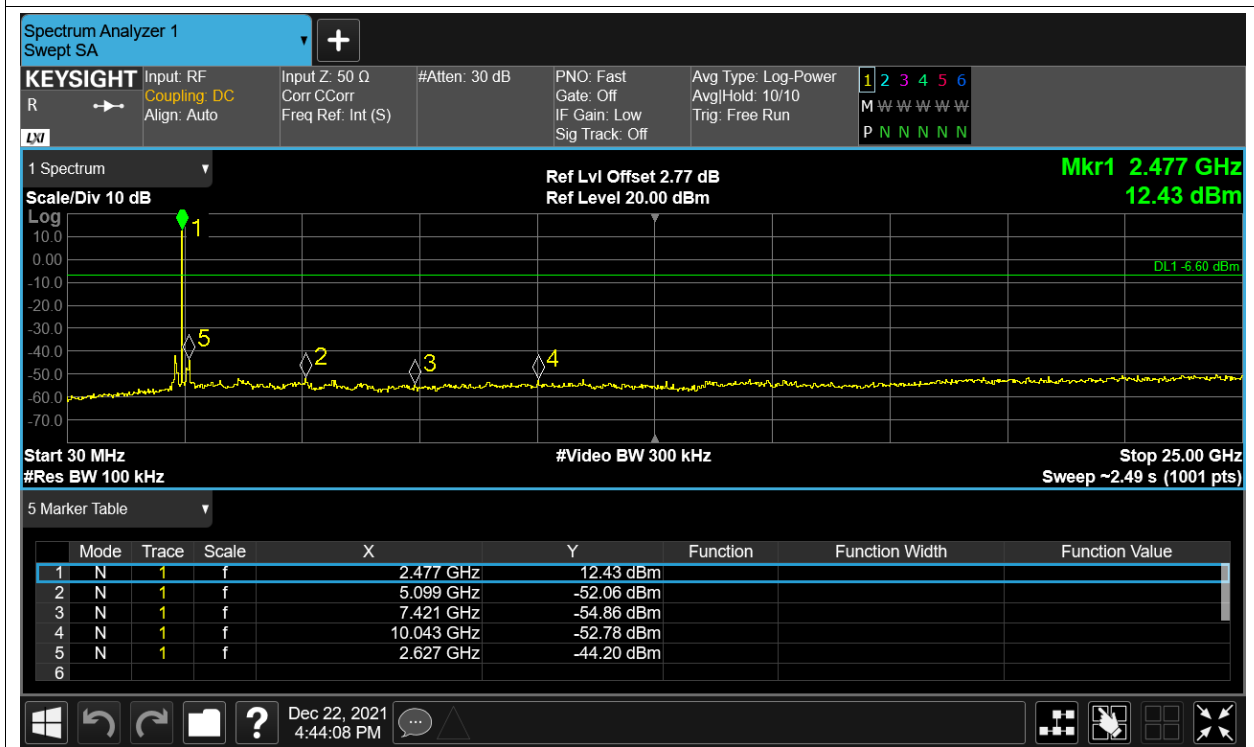 Spectrum Analyzer 1
Swept SA
KEYSIGHT
R
LXI
Input: RF
Coupling: DC
Align: Auto
Input Z: 50 Ω
Corr CCorr
Freq Ref: Int (S)
#Atten: 30 dB
PNO: Fast
Gate: Off
IF Gain: Low
Sig Track: Off
Avg Type: Log-Power
Avg|Hold: 10/10
Trig: Free Run
1 2 3 4 5 6
M W W W W W
P N N N N N
1 Spectrum
Scale/Div 10 dB
Ref Lvl Offset 2.77 dB
Ref Level 20.00 dBm
Mkr1 2.477 GHz
12.43 dBm
Log
10.0
0.00
-10.0
-20.0
-30.0
-40.0
-50.0
-60.0
-70.0
1
DL1 -6.60 dBm
5
2
3
4
Start 30 MHz
#Res BW 100 kHz
#Video BW 300 kHz
Stop 25.00 GHz
Sweep ~2.49 s (1001 pts)
5 Marker Table
Mode Trace Scale X Y Function Function Width Function Value
1 N 1 f 2.477 GHz 12.43 dBm
2 N 1 f 5.099 GHz -52.06 dBm
3 N 1 f 7.421 GHz -54.86 dBm
4 N 1 f 10.043 GHz -52.78 dBm
5 N 1 f 2.627 GHz -44.20 dBm
6
?
Dec 22, 2021
4:44:08 PM